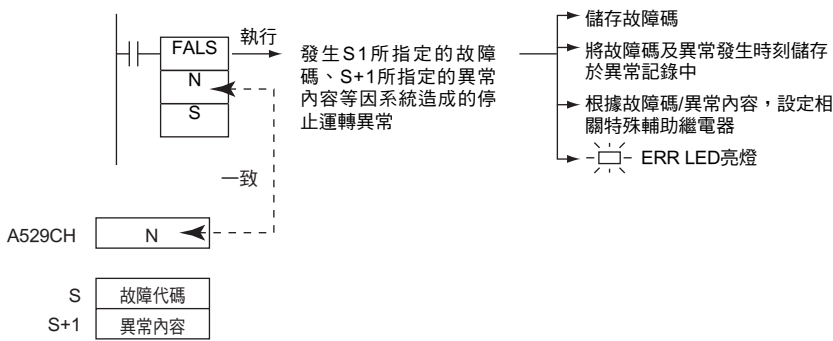 FALS
N
S
執行
發生S1所指定的故障
碼、S+1所指定的異常
內容等因系統造成的停
止運轉異常
儲存故障碼
將故障碼及異常發生時刻儲存
於異常記錄中
根據故障碼/異常內容，設定相
關特殊輔助繼電器
ERR LED亮燈
一致
A529CH N
S 故障代碼
S+1 異常內容